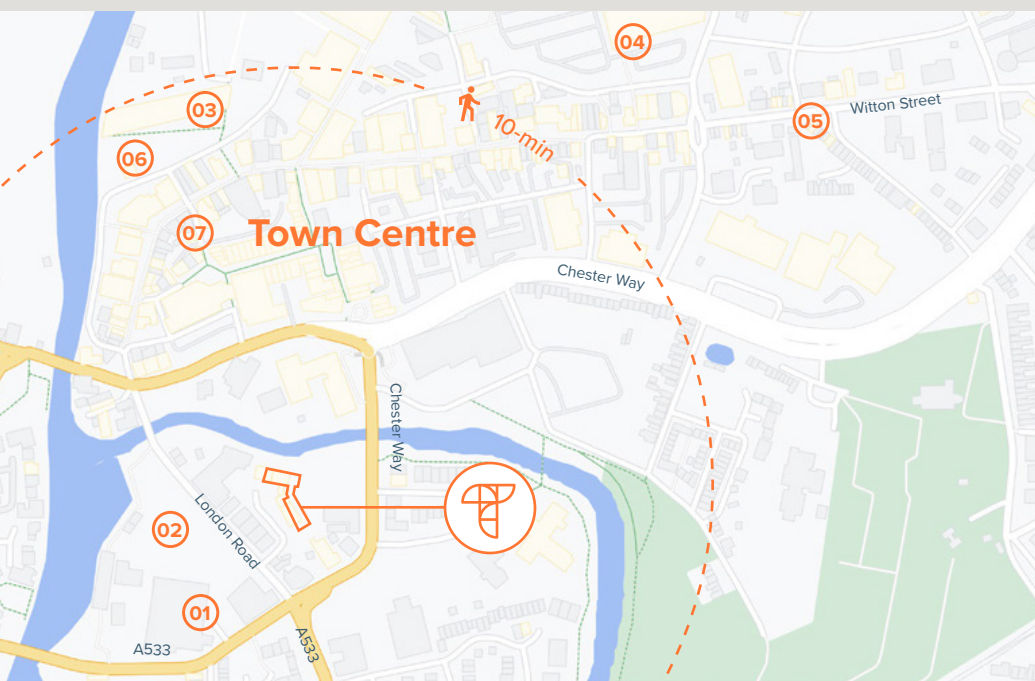 04
03
Witton Street
05
10-min
06
07
Town Centre
Chester Way
Chester Way
London Road
02
01
A533
A533